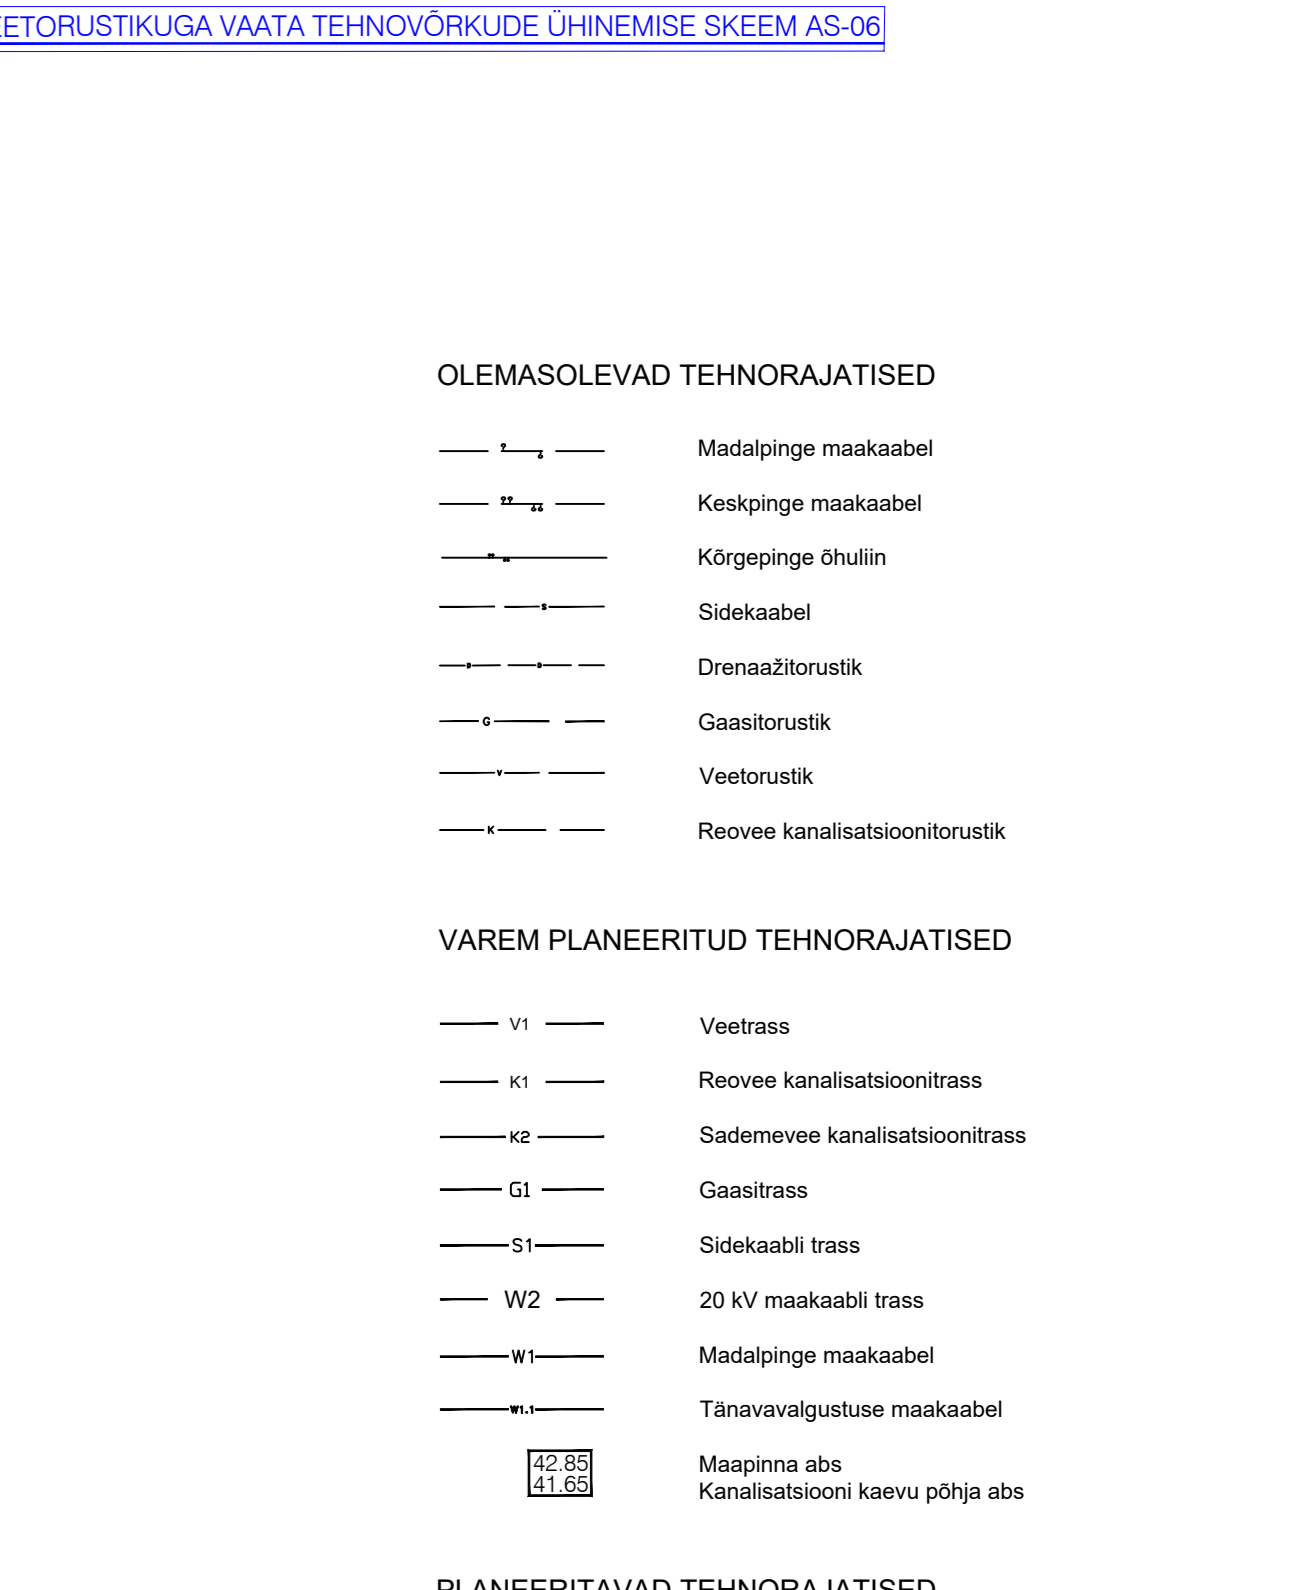 ETORUSTIKUGA VAATA TEHNOVÕRKUDE ÜHINEMISE SKEEM AS-06
OLEMASOLEVAD TEHNORAJATISED
Madalpinge maakaabel
Keskpinge maakaabel
Kõrgepinge õhuliin
S Sidekaabel
D D Drenaažitorustik
G Gaasitorustik
V Veetorustik
K Reovee kanalisatsioonitorustik
VAREM PLANEERITUD TEHNORAJATISED
V1 Veetrass
K1 Reovee kanalisatsioonitrass
K2 Sademevee kanalisatsioonitrass
G1 Gaasitrass
S1 Sidekaabli trass
W2 20 kV maakaabli trass
W1 Madalpinge maakaabel
W1.1 Tänavavalgustuse maakaabel
42.85 Maapinna abs
41.65 Kanalisatsiooni kaevu põhja abs
PLANEERITAVAD TEHNORAJATISED